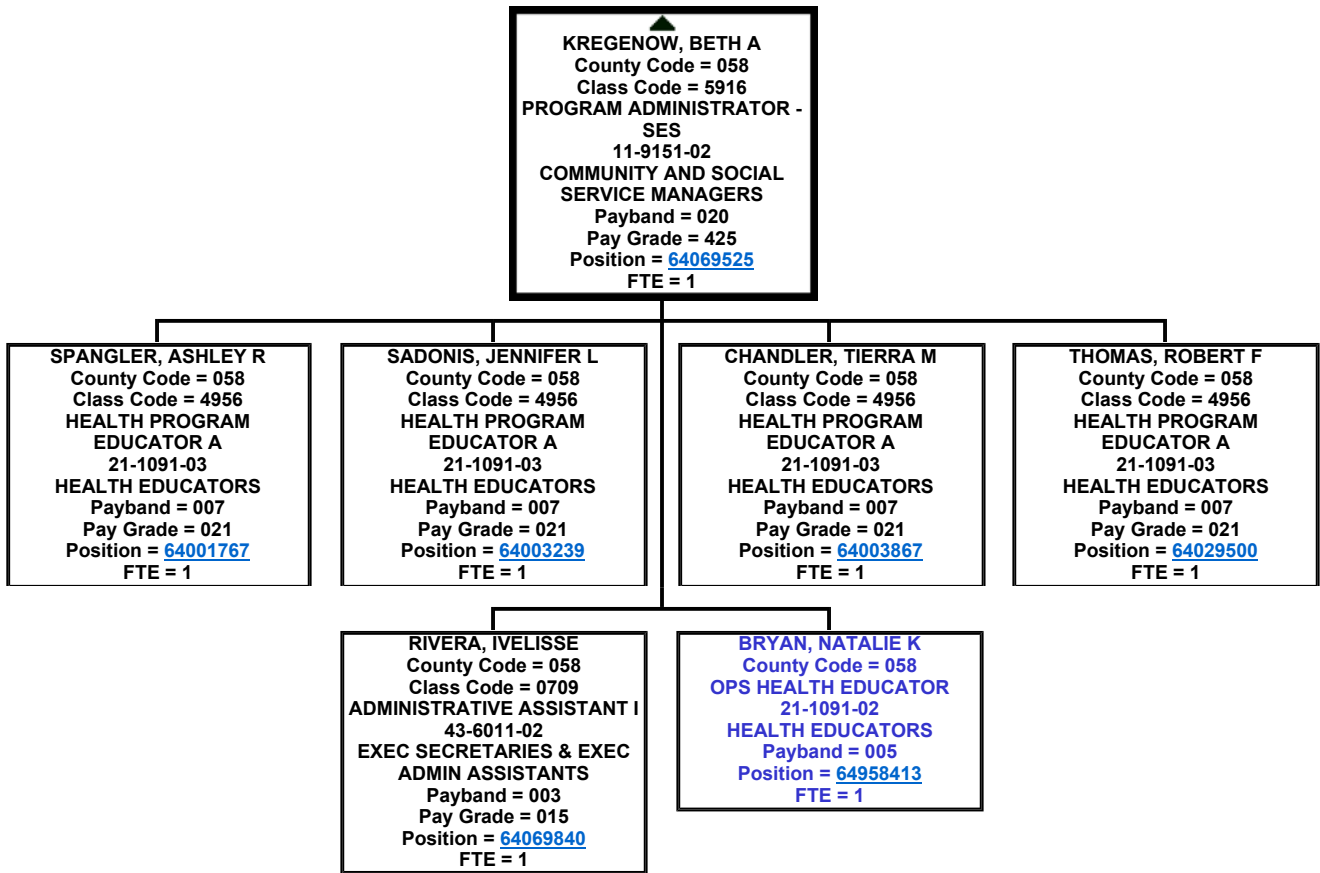 KREGENOW, BETH A
County Code = 058
Class Code = 5916
PROGRAM ADMINISTRATOR -
SES
11-9151-02
COMMUNITY AND SOCIAL
SERVICE MANAGERS
Payband = 020
Pay Grade = 425
Position = 64069525
FTE = 1
SPANGLER, ASHLEY R
County Code = 058
Class Code = 4956
HEALTH PROGRAM
EDUCATOR A
21-1091-03
HEALTH EDUCATORS
Payband = 007
Pay Grade = 021
Position = 64001767
FTE = 1
SADONIS, JENNIFER L
County Code = 058
Class Code = 4956
HEALTH PROGRAM
EDUCATOR A
21-1091-03
HEALTH EDUCATORS
Payband = 007
Pay Grade = 021
Position = 64003239
FTE = 1
CHANDLER, TIERRA M
County Code = 058
Class Code = 4956
HEALTH PROGRAM
EDUCATOR A
21-1091-03
HEALTH EDUCATORS
Payband = 007
Pay Grade = 021
Position = 64003867
FTE = 1
THOMAS, ROBERT F
County Code = 058
Class Code = 4956
HEALTH PROGRAM
EDUCATOR A
21-1091-03
HEALTH EDUCATORS
Payband = 007
Pay Grade = 021
Position = 64029500
FTE = 1
RIVERA, IVELISSE
County Code = 058
Class Code = 0709
ADMINISTRATIVE ASSISTANT I
43-6011-02
EXEC SECRETARIES & EXEC
ADMIN ASSISTANTS
Payband = 003
Pay Grade = 015
Position = 64069840
FTE = 1
BRYAN, NATALIE K
County Code = 058
OPS HEALTH EDUCATOR
21-1091-02
HEALTH EDUCATORS
Payband = 005
Position = 64958413
FTE = 1